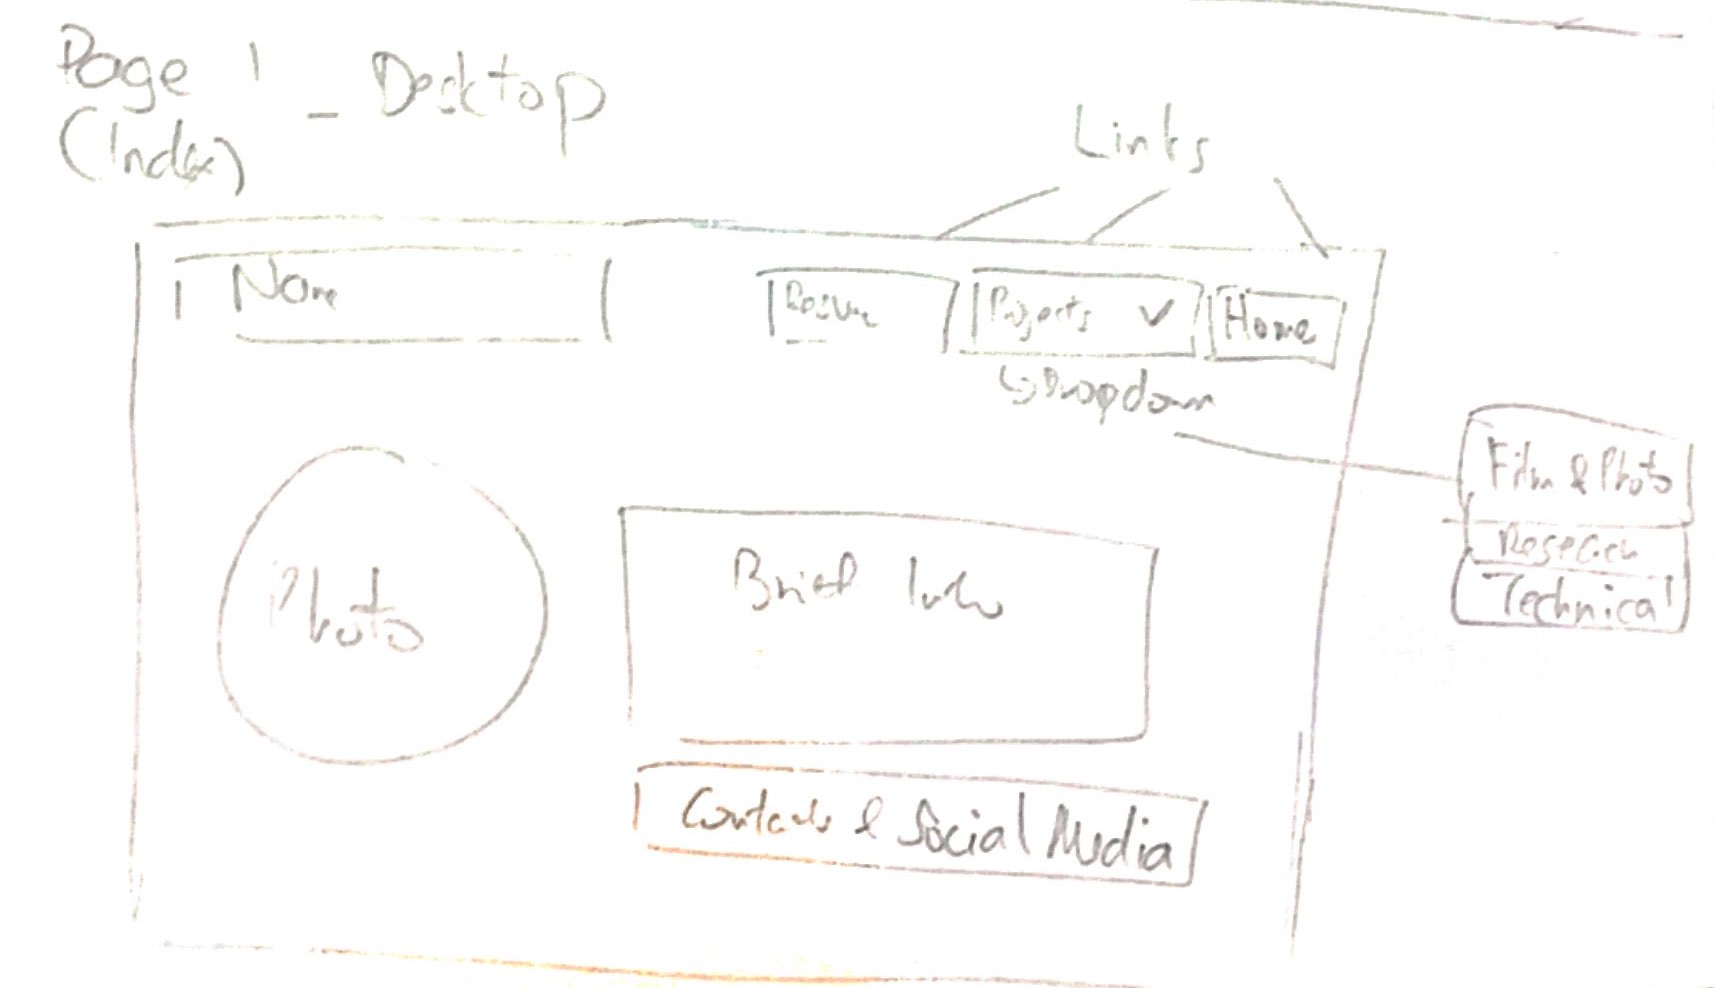 Page 1 - Desktop
(Index)
Links
Name
Resume
Projects
Home
Dropdown
Film & Photo
Research
Technical
Photo
Brief Intro
Contacts & Social Media